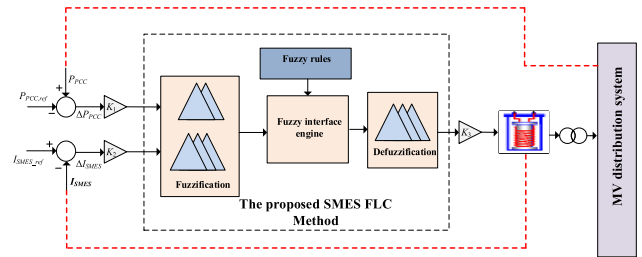 P_PCC
P_PCC,ref
+
−
ΔP_PCC
K_1
I_SMES_ref
+
−
ΔI_SMES
K_2
I_SMES
Fuzzification
Fuzzy rules
Fuzzy interface
engine
Defuzzification
The proposed SMES FLC
Method
K_3
MV distribution system